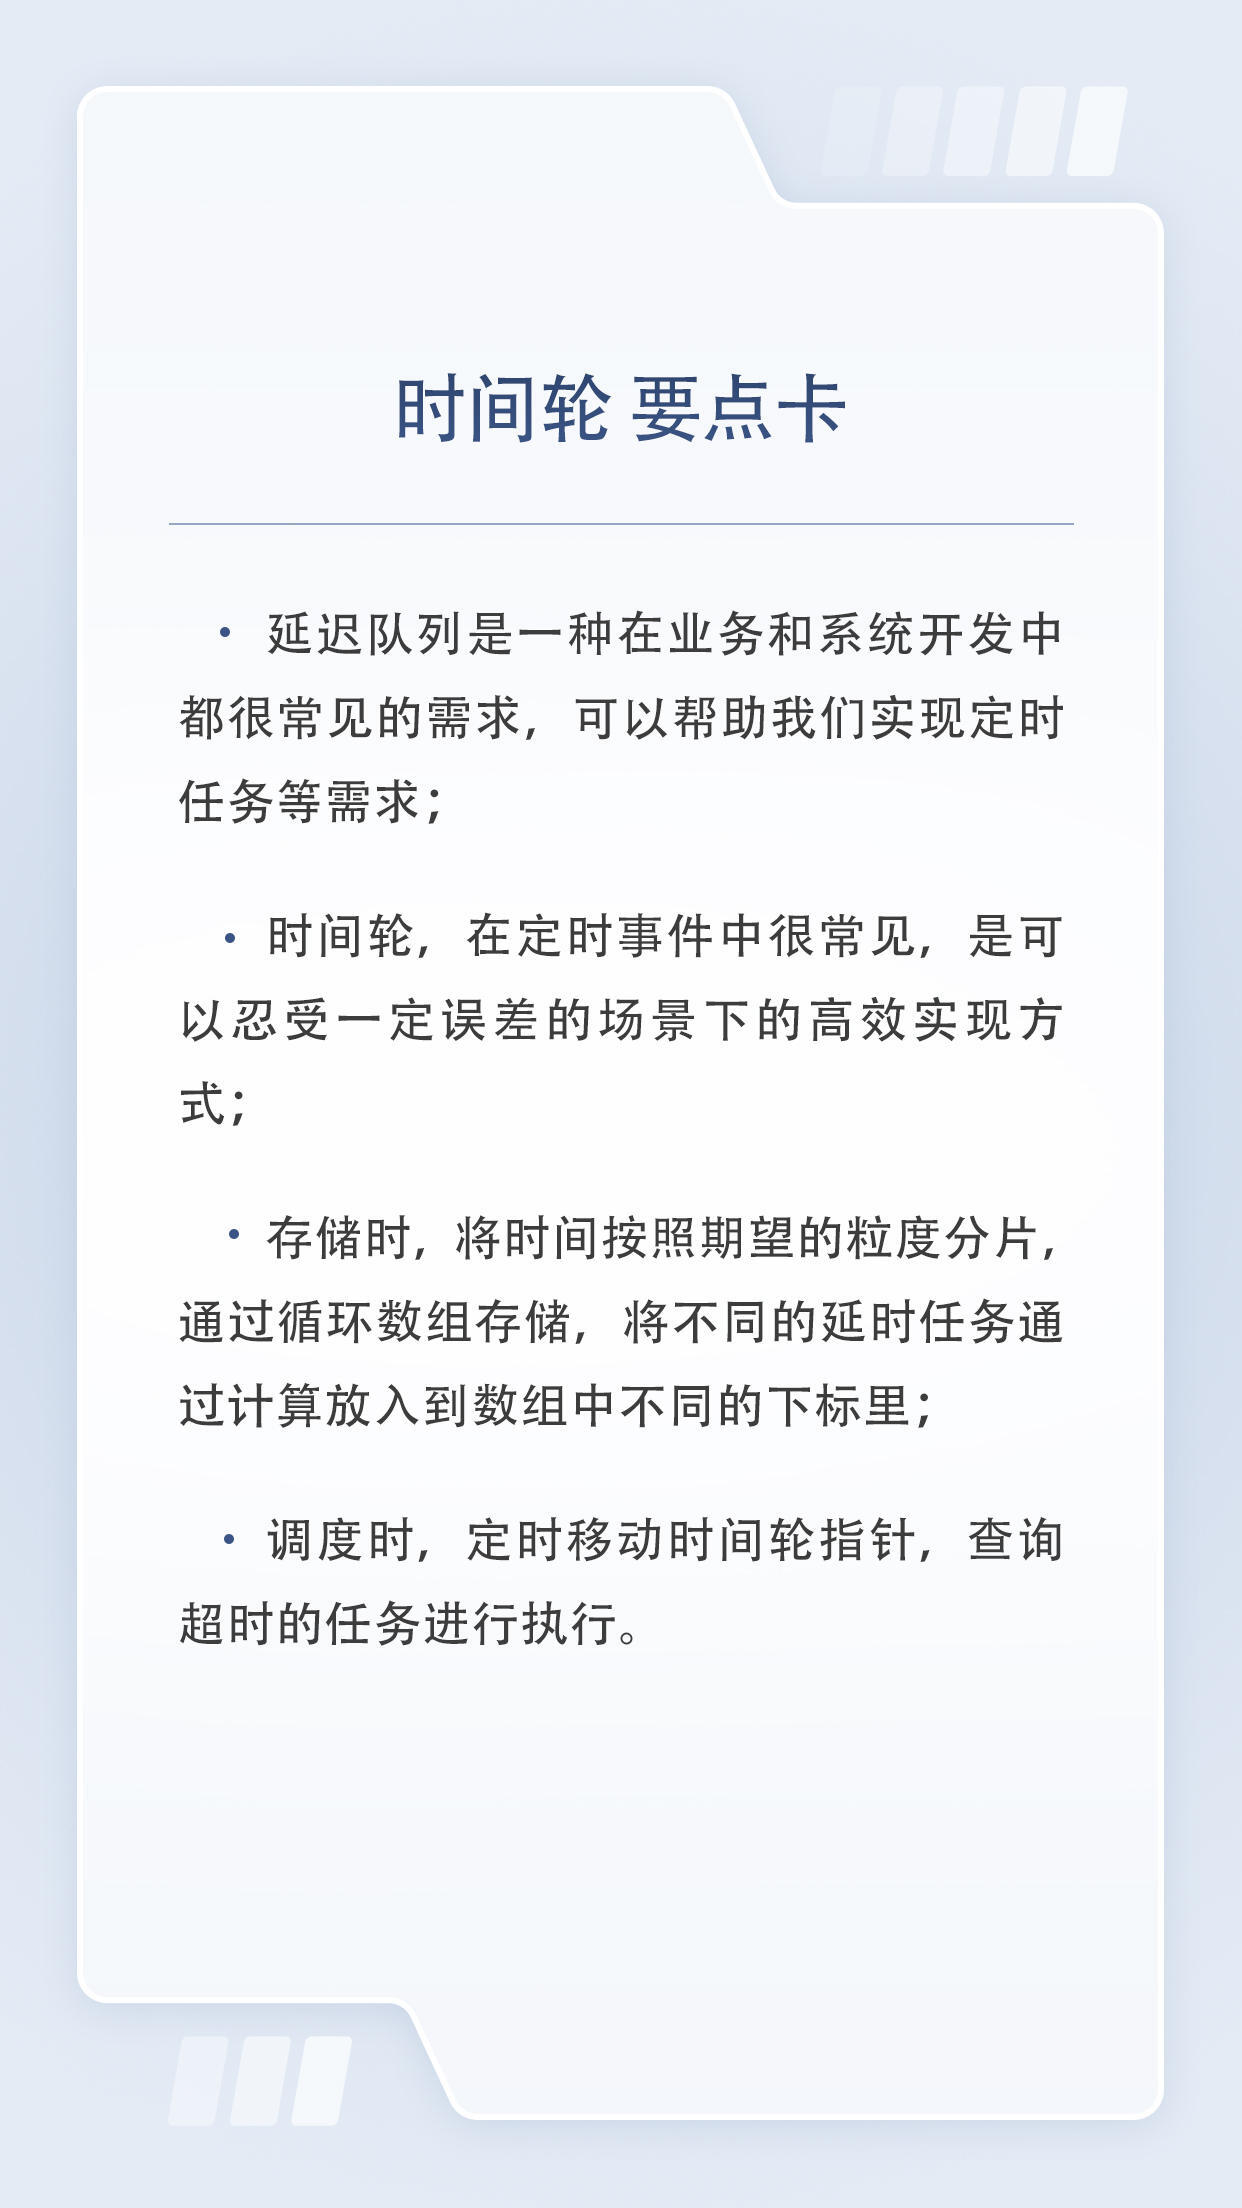 时间轮 要点卡
• 延迟队列是一种在业务和系统开发中
都很常见的需求，可以帮助我们实现定时
任务等需求；
• 时间轮，在定时事件中很常见，是可
以忍受一定误差的场景下的高效实现方
式；
• 存储时，将时间按照期望的粒度分片，
通过循环数组存储，将不同的延时任务通
过计算放入到数组中不同的下标里；
• 调度时，定时移动时间轮指针，查询
超时的任务进行执行。